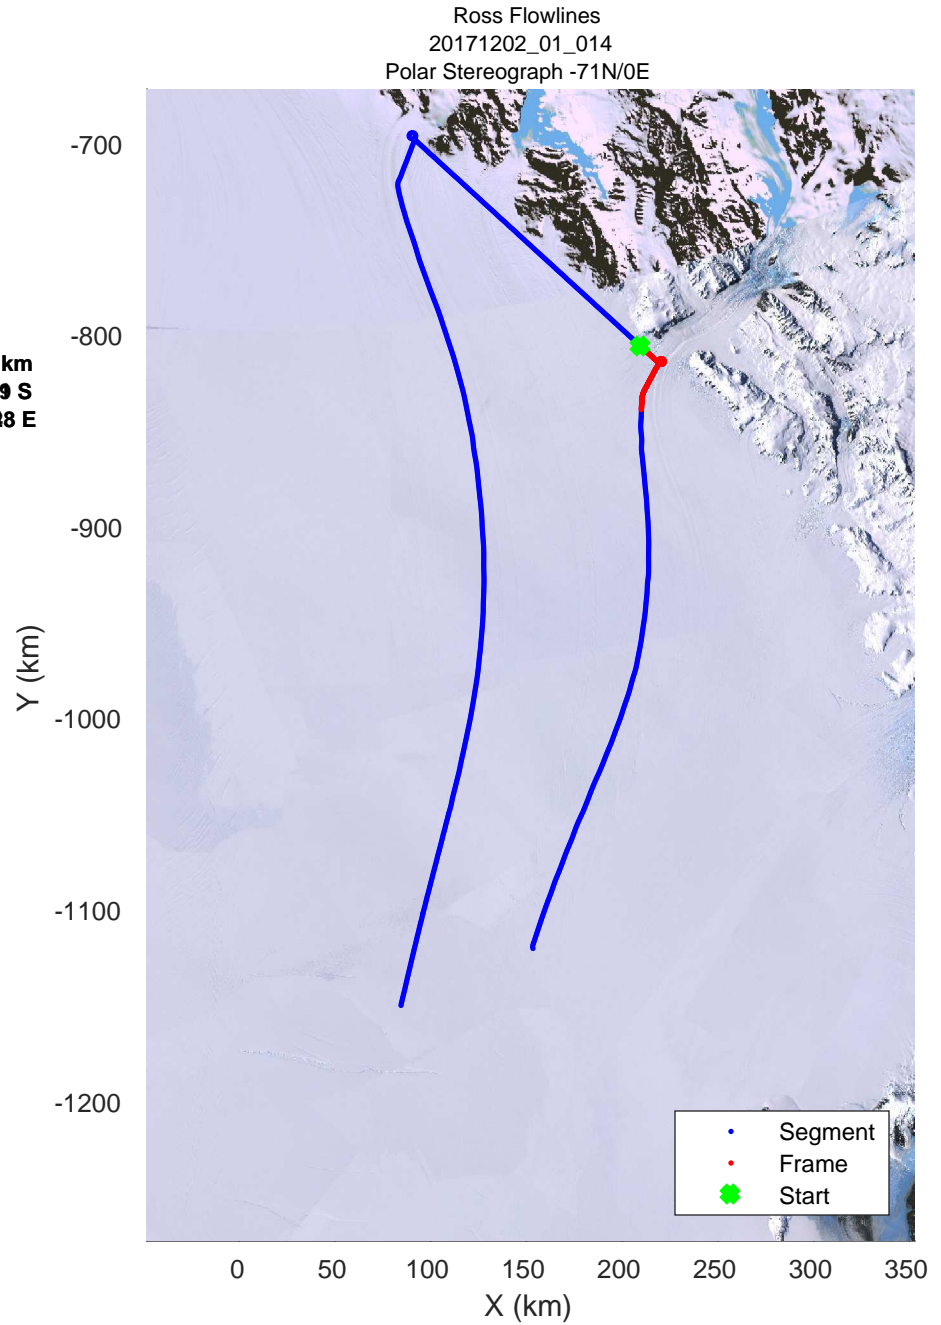 Ross Flowlines
20171202_01_014
Polar Stereograph -71N/0E
-700
-800
km
S
8 E
-900
-1000
-1100
-1200
Y (km)
Segment
Frame
Start
0 50 100 150 200 250 300 350
X (km)